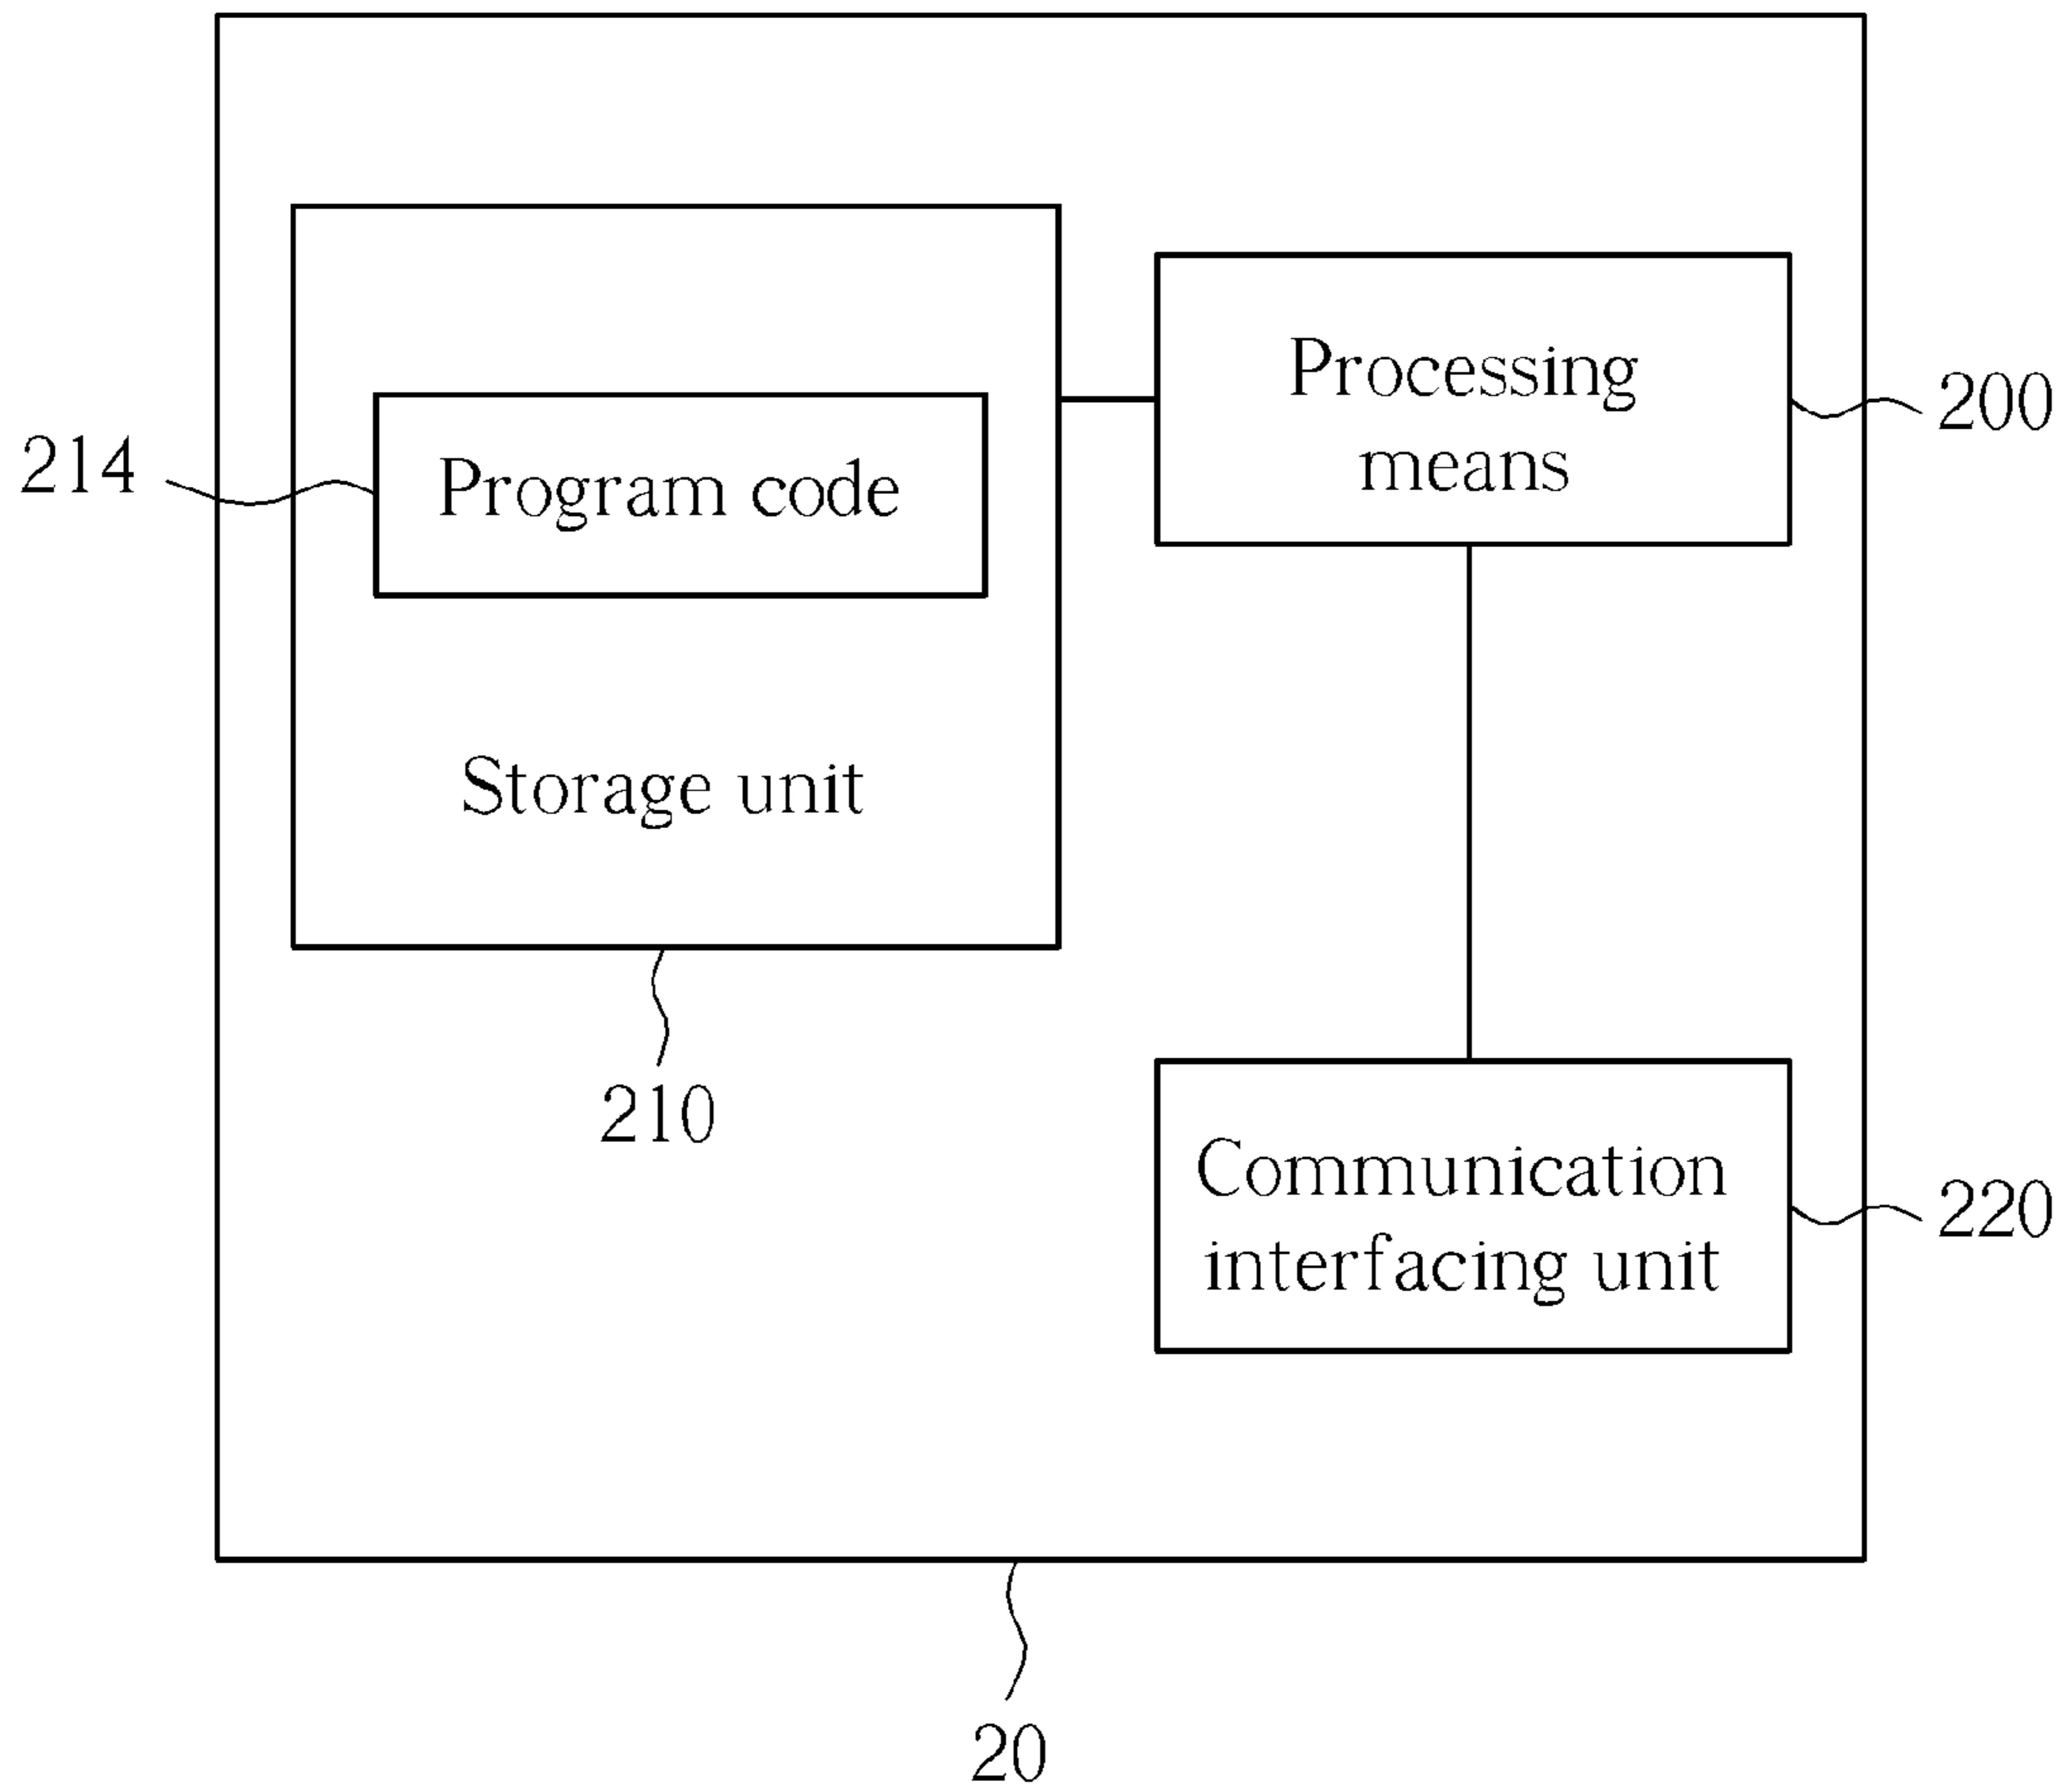 Processing
means
200
214
Program code
Storage unit
210
Communication
interfacing unit
220
20